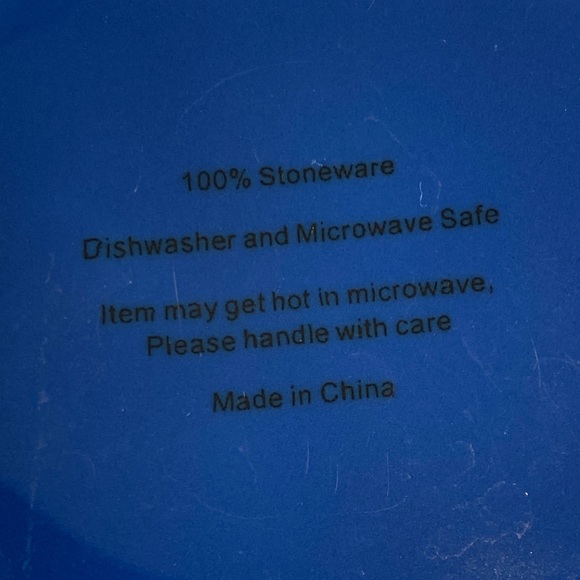 100% Stoneware
Dishwasher and Microwave Safe
Item may get hot in microwave,
Please handle with care
Made in China